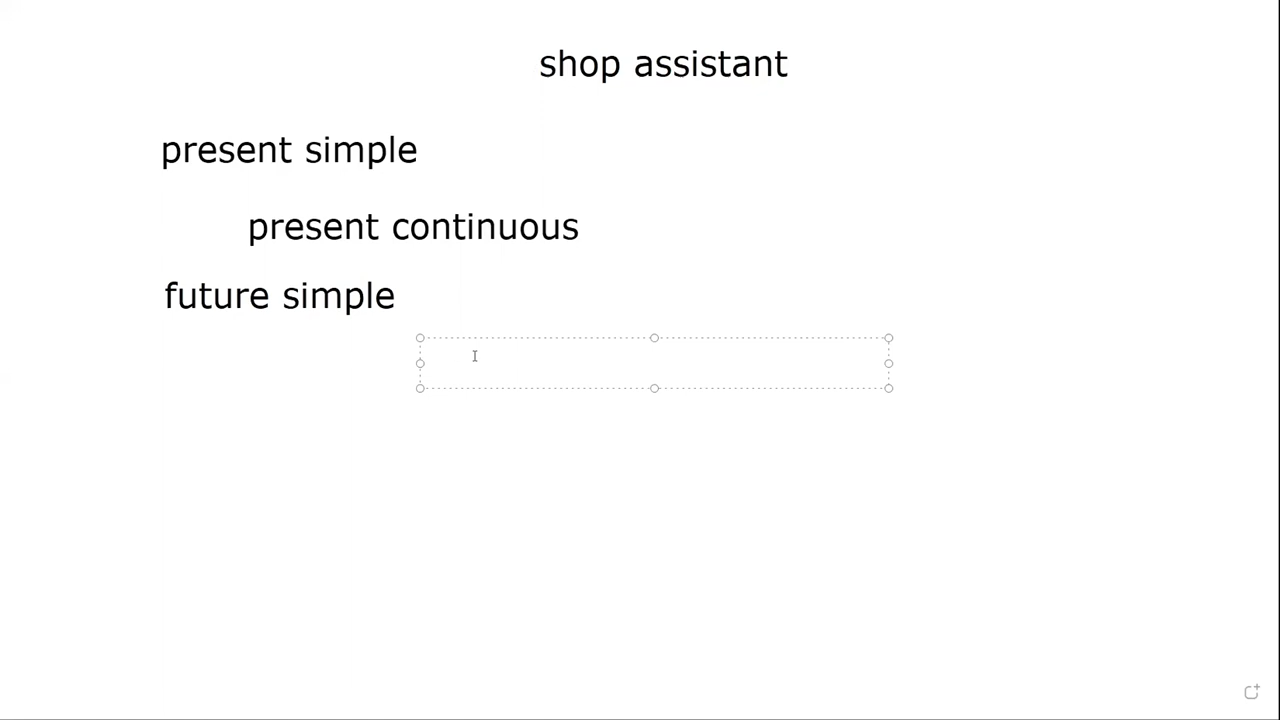 shop assistant
present simple
present continuous
future simple